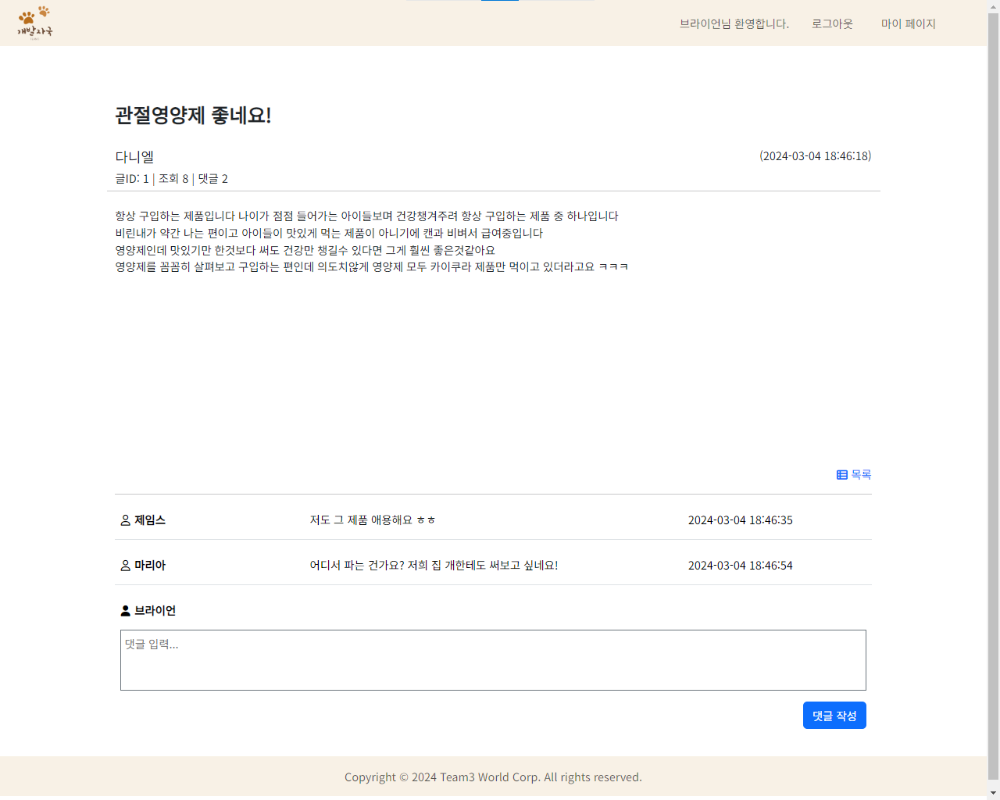 개발자국
브라이언님 환영합니다. 로그아웃 마이 페이지
관절영양제 좋네요!
다니엘 (2024-03-04 18:46:18)
글ID: 1 | 조회 8 | 댓글 2
항상 구입하는 제품입니다 나이가 점점 들어가는 아이들보며 건강챙겨주려 항상 구입하는 제품 중 하나입니다
비린내가 약간 나는 편이고 아이들이 맛있게 먹는 제품이 아니기에 캔과 비벼서 급여중입니다
영양제인데 맛있기만 한것보다 써도 건강만 챙길수 있다면 그게 훨씬 좋은것같아요
영양제를 꼼꼼히 살펴보고 구입하는 편인데 의도치않게 영양제 모두 카이쿠라 제품만 먹이고 있더라고요 ㅋㅋㅋ
목록
제임스 저도 그 제품 애용해요 ㅎㅎ 2024-03-04 18:46:35
마리아 어디서 파는 건가요? 저희 집 개한테도 써보고 싶네요! 2024-03-04 18:46:54
브라이언
댓글 입력...
댓글 작성
Copyright © 2024 Team3 World Corp. All rights reserved.